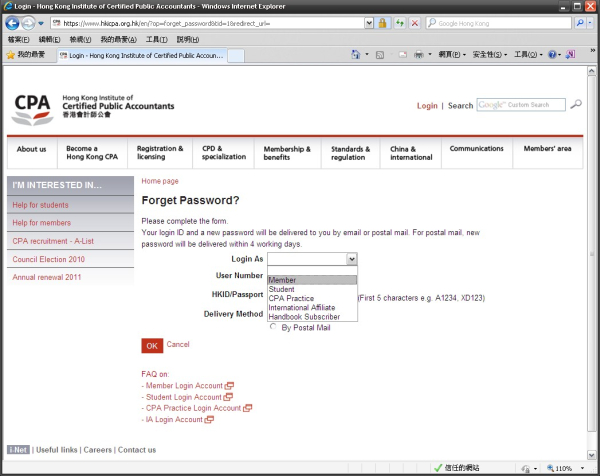 Login - Hong Kong Institute of Certified Public Accountants - Windows Internet Explorer
https://www.hkicpa.org.hk/en/?op=forget_password&cid=1&redirect_url=
Google Hong Kong
檔案(F) 編輯(E) 檢視(V) 我的最愛(A) 工具(T) 說明(H)
我的最愛 Login - Hong Kong Institute of Certified Public Accoun...
網頁(P) 安全性(S) 工具(O)
CPA Hong Kong Institute of
Certified Public Accountants
香港會計師公會
Login | Search Google™ Custom Search
About us
Become a
Hong Kong CPA
Registration &
licensing
CPD &
specialization
Membership &
benefits
Standards &
regulation
China &
international
Communications
Members' area
I'M INTERESTED IN...
Help for students
Help for members
CPA recruitment - A-List
Council Election 2010
Annual renewal 2011
Home page
Forget Password?
Please complete the form.
Your login ID and a new password will be delivered to you by email or postal mail. For postal mail, new
password will be delivered within 4 working days.
Login As
User Number
Member
Student
HKID/Passport
CPA Practice
(First 5 characters e.g. A1234, XD123)
International Affiliate
Delivery Method
Handbook Subscriber
By Postal Mail
OK Cancel
FAQ on:
- Member Login Account
- Student Login Account
- CPA Practice Login Account
- IA Login Account
i-Net | Useful links | Careers | Contact us
信任的網站 110%